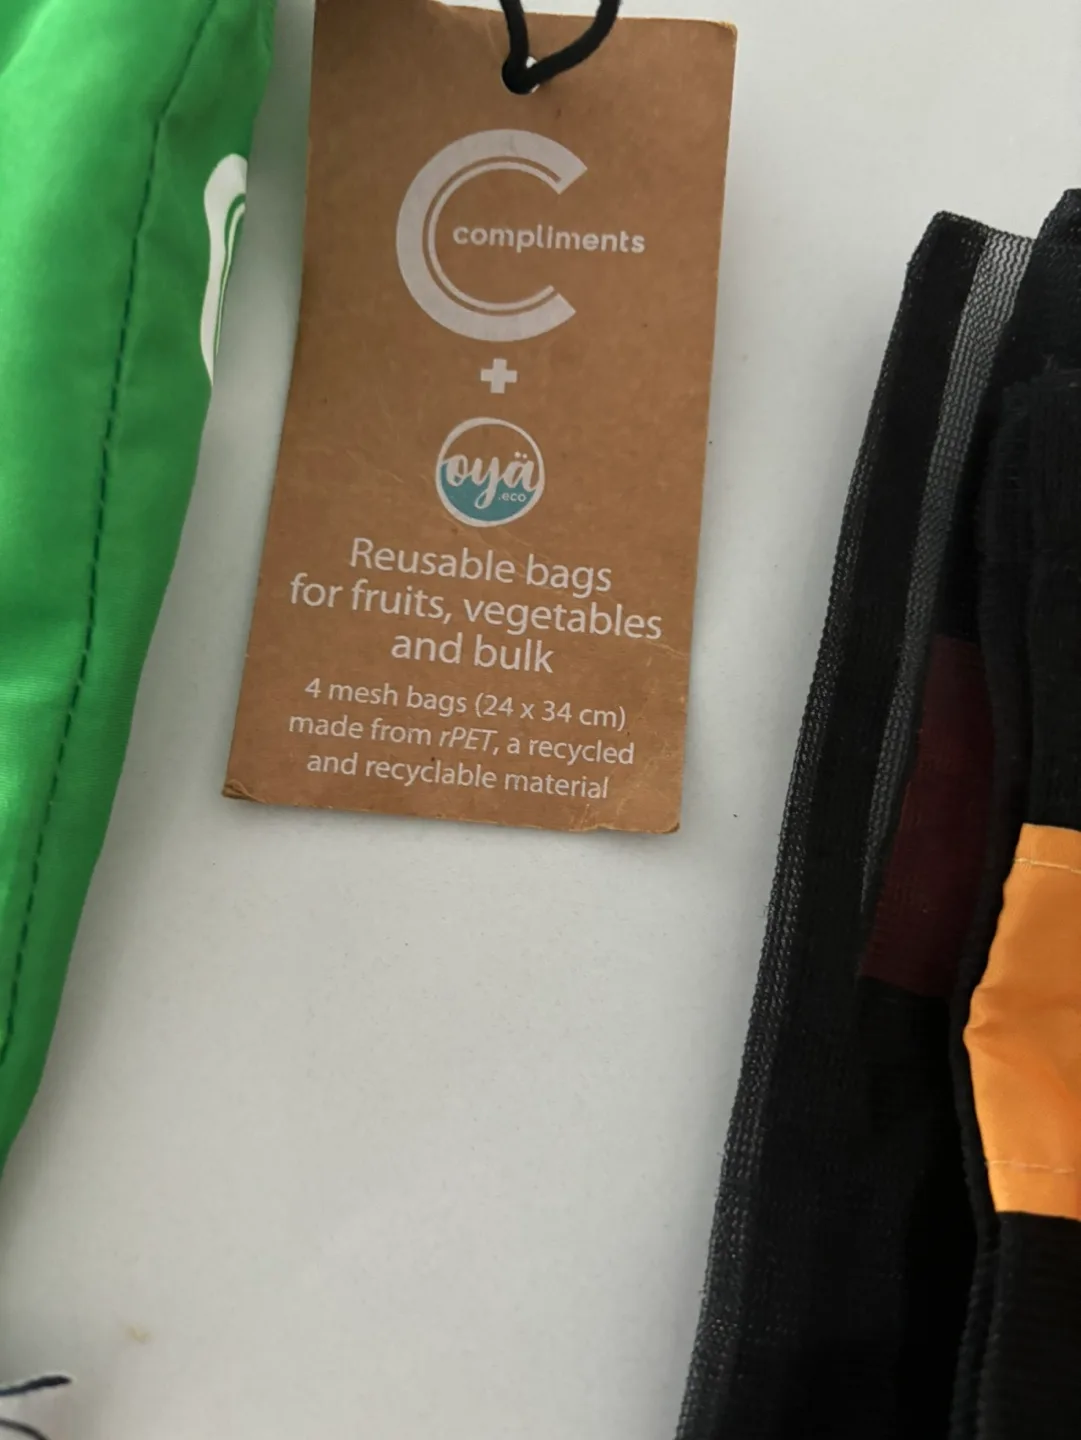 compliments
+
oyä
.eco
Reusable bags
for fruits, vegetables
and bulk
4 mesh bags (24 x 34 cm)
made from rPET, a recycled
and recyclable material